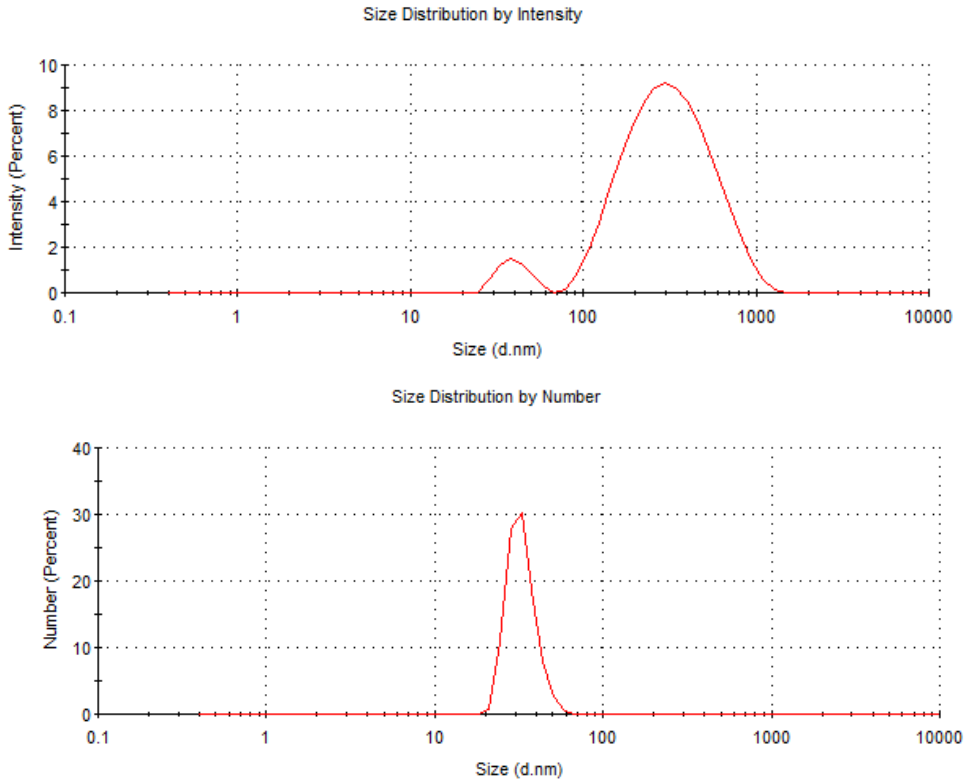 Size Distribution by Intensity
10
8
6
4
2
0
Intensity (Percent)
0.1 1 10 100 1000 10000
Size (d.nm)
Size Distribution by Number
40
30
20
10
0
Number (Percent)
0.1 1 10 100 1000 10000
Size (d.nm)